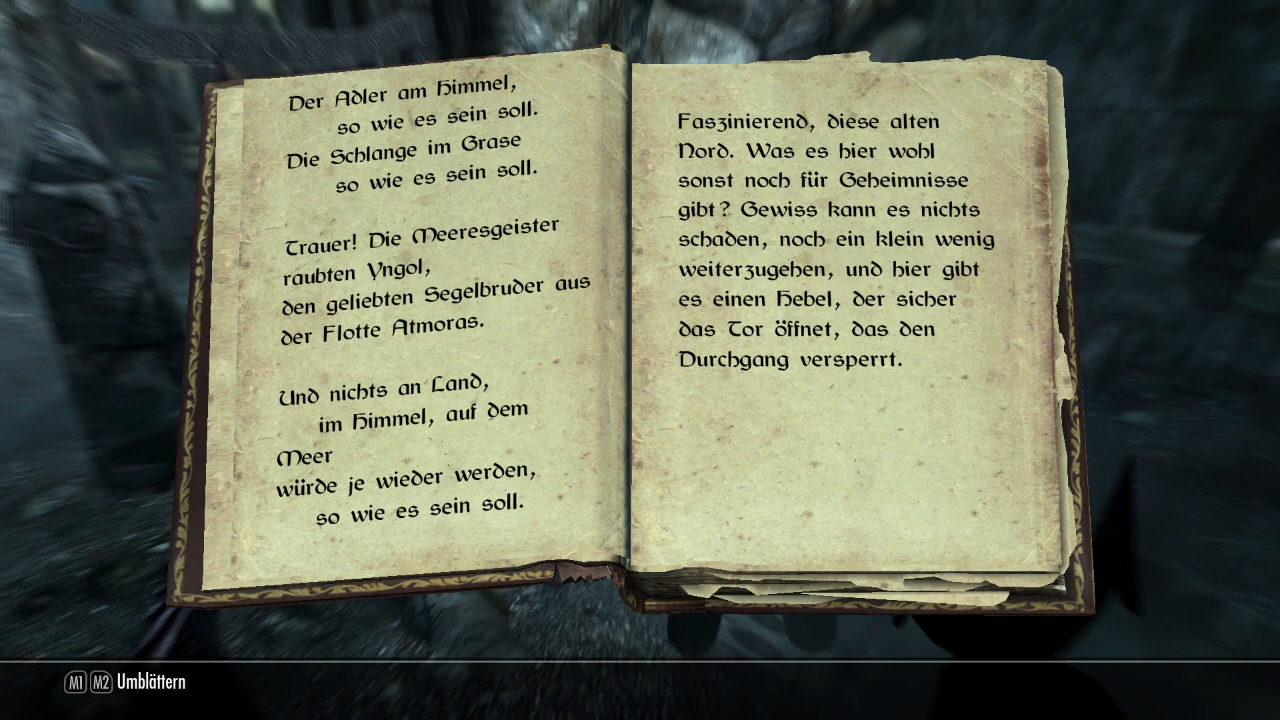 Der Adler am Himmel,
so wie es sein soll.
Die Schlange im Grase
so wie es sein soll.
Trauer! Die Meeresgeister
raubten Yngol,
den geliebten Segelbruder aus
der Flotte Atmoras.
Und nichts an Land,
im Himmel, auf dem
Meer
würde je wieder werden,
so wie es sein soll.
Faszinierend, diese alten
Nord. Was es hier wohl
sonst noch für Geheimnisse
gibt? Gewiss kann es nichts
schaden, noch ein klein wenig
weiterzugehen, und hier gibt
es einen Hebel, der sicher
das Tor öffnet, das den
Durchgang versperrt.
M1 M2 Umblättern